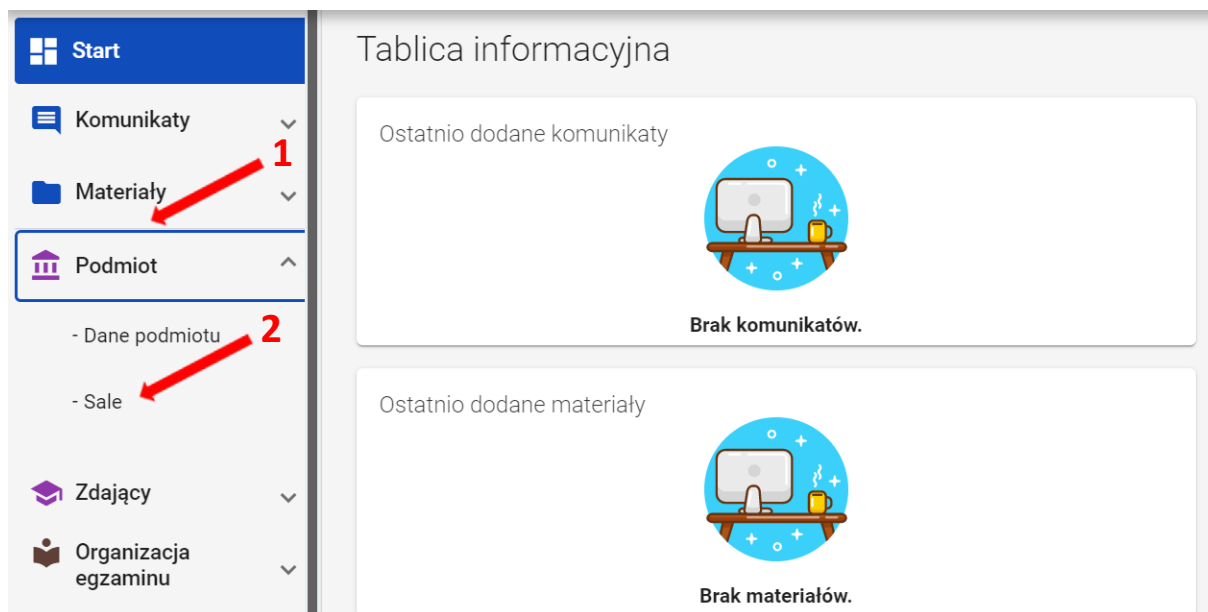 Start
Komunikaty
1
Materiały
Podmiot
- Dane podmiotu
2
- Sale
Zdający
Organizacja
egzaminu
Tablica informacyjna
Ostatnio dodane komunikaty
Brak komunikatów.
Ostatnio dodane materiały
Brak materiałów.